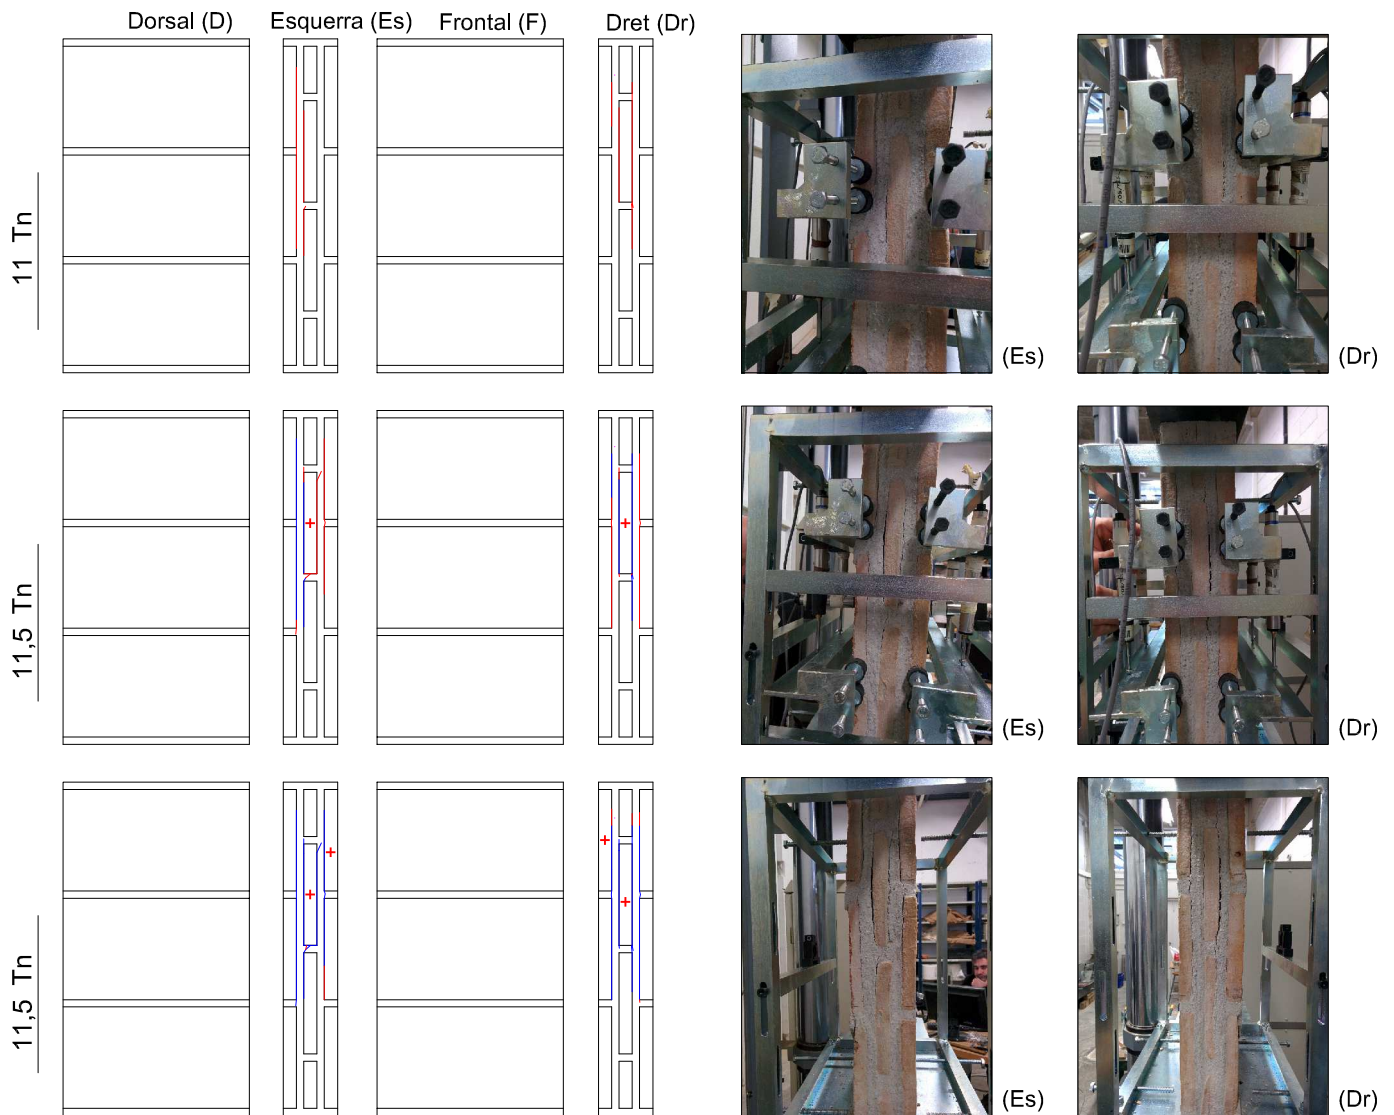 Dorsal (D) Esquerra (Es) Frontal (F) Dret (Dr)
11 Tn
(Es)
(Dr)
11,5 Tn
(Es)
(Dr)
11,5 Tn
(Es)
(Dr)